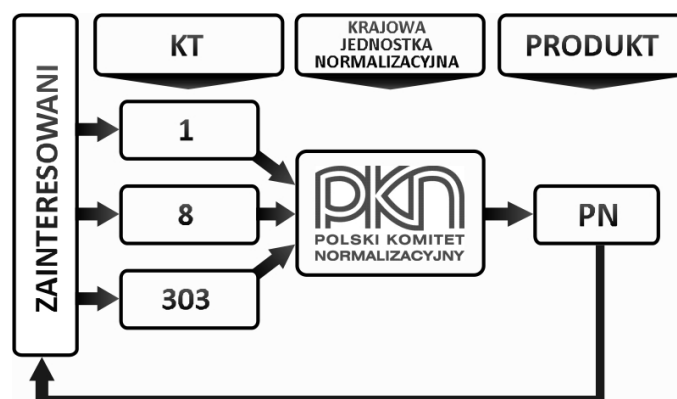 ZAINTERESOWANI
KT
KRAJOWA
JEDNOSTKA
NORMALIZACYJNA
PRODUKT
1
8
303
PKN
POLSKI KOMITET
NORMALIZACYJNY
PN